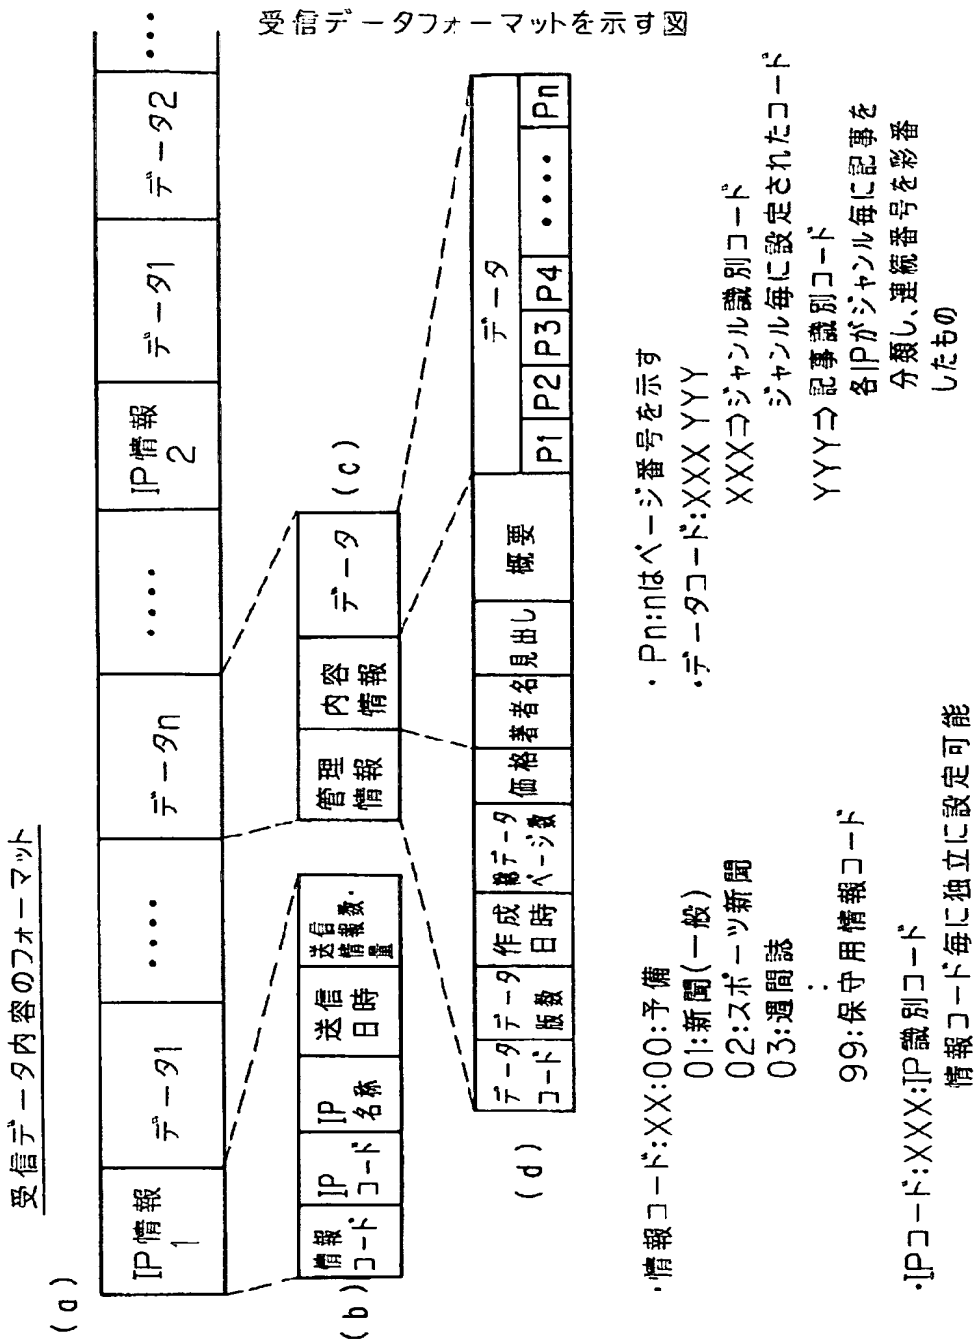 受信データフォーマットを示す図
受信データ内容のフォーマット
(a)
IP情報
1
データ1
‥‥
データn
‥‥
IP情報
2
データ1
データ2
‥‥
(b)
情報
コード
IP
コード
IP
名称
送信
日時
送信
情報数・
情報量
(c)
管理
情報
内容
情報
データ
(d)
データ
コード
データ
版数
作成
日時
総データ
ページ数
価格
著者名
見出し
概要
データ
P1
P2
P3
P4
‥‥
Pn
・情報コード:XX:00:予備
01:新聞(一般)
02:スポーツ新聞
03:週間誌
:
99:保守用情報コード
・IPコード:XXX:IP識別コード
情報コード毎に独立に設定可能
・Pn:nはページ番号を示す
・データコード:XXX YYY
XXX⇒ジャンル識別コード
ジャンル毎に設定されたコード
YYY⇒記事識別コード
各IPがジャンル毎に記事を
分類し、連続番号を彩番
したもの